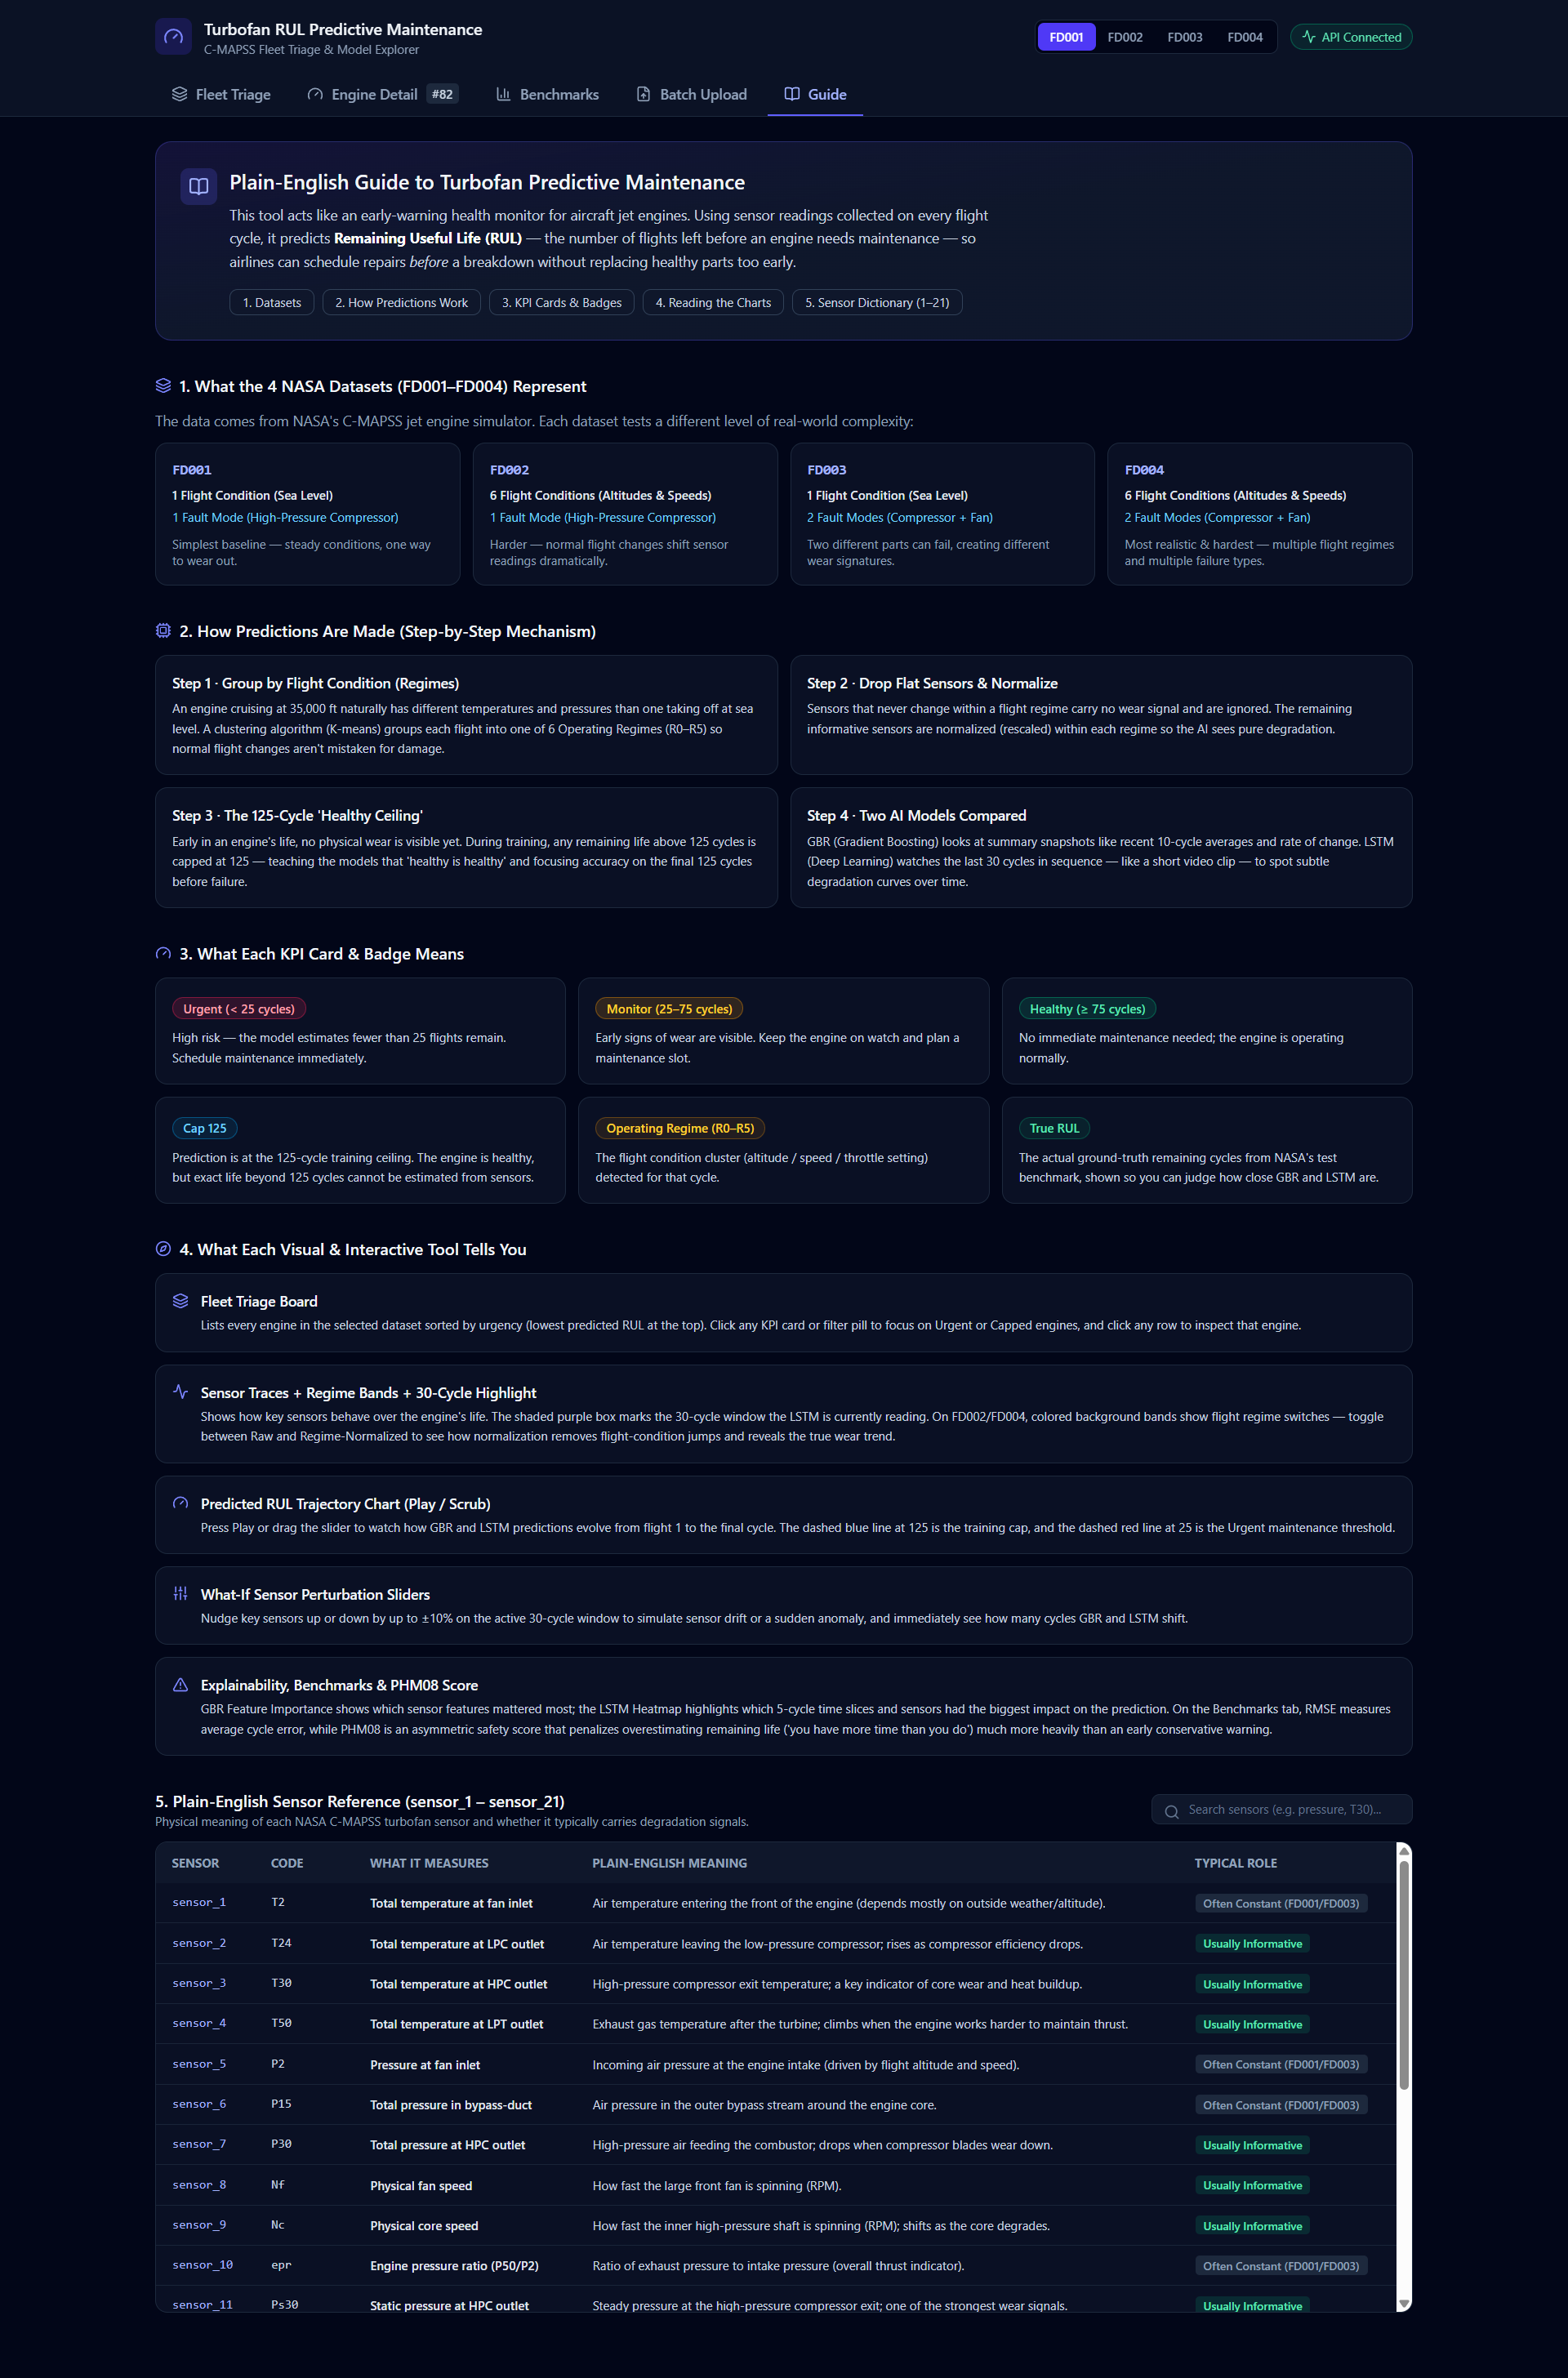 Turbofan RUL Predictive Maintenance
C-MAPSS Fleet Triage & Model Explorer
FD001 FD002 FD003 FD004
API Connected
Fleet Triage
Engine Detail #82
Benchmarks
Batch Upload
Guide
Plain-English Guide to Turbofan Predictive Maintenance
This tool acts like an early-warning health monitor for aircraft jet engines. Using sensor readings collected on every flight
cycle, it predicts Remaining Useful Life (RUL) — the number of flights left before an engine needs maintenance — so
airlines can schedule repairs before a breakdown without replacing healthy parts too early.
1. Datasets
2. How Predictions Work
3. KPI Cards & Badges
4. Reading the Charts
5. Sensor Dictionary (1–21)
1. What the 4 NASA Datasets (FD001–FD004) Represent
The data comes from NASA's C-MAPSS jet engine simulator. Each dataset tests a different level of real-world complexity:
FD001
1 Flight Condition (Sea Level)
1 Fault Mode (High-Pressure Compressor)
Simplest baseline — steady conditions, one way
to wear out.
FD002
6 Flight Conditions (Altitudes & Speeds)
1 Fault Mode (High-Pressure Compressor)
Harder — normal flight changes shift sensor
readings dramatically.
FD003
1 Flight Condition (Sea Level)
2 Fault Modes (Compressor + Fan)
Two different parts can fail, creating different
wear signatures.
FD004
6 Flight Conditions (Altitudes & Speeds)
2 Fault Modes (Compressor + Fan)
Most realistic & hardest — multiple flight regimes
and multiple failure types.
2. How Predictions Are Made (Step-by-Step Mechanism)
Step 1 · Group by Flight Condition (Regimes)
An engine cruising at 35,000 ft naturally has different temperatures and pressures than one taking off at sea
level. A clustering algorithm (K-means) groups each flight into one of 6 Operating Regimes (R0–R5) so
normal flight changes aren't mistaken for damage.
Step 2 · Drop Flat Sensors & Normalize
Sensors that never change within a flight regime carry no wear signal and are ignored. The remaining
informative sensors are normalized (rescaled) within each regime so the AI sees pure degradation.
Step 3 · The 125-Cycle 'Healthy Ceiling'
Early in an engine's life, no physical wear is visible yet. During training, any remaining life above 125 cycles is
capped at 125 — teaching the models that 'healthy is healthy' and focusing accuracy on the final 125 cycles
before failure.
Step 4 · Two AI Models Compared
GBR (Gradient Boosting) looks at summary snapshots like recent 10-cycle averages and rate of change. LSTM
(Deep Learning) watches the last 30 cycles in sequence — like a short video clip — to spot subtle
degradation curves over time.
3. What Each KPI Card & Badge Means
Urgent (< 25 cycles)
High risk — the model estimates fewer than 25 flights remain.
Schedule maintenance immediately.
Monitor (25–75 cycles)
Early signs of wear are visible. Keep the engine on watch and plan a
maintenance slot.
Healthy (≥ 75 cycles)
No immediate maintenance needed; the engine is operating
normally.
Cap 125
Prediction is at the 125-cycle training ceiling. The engine is healthy,
but exact life beyond 125 cycles cannot be estimated from sensors.
Operating Regime (R0–R5)
The flight condition cluster (altitude / speed / throttle setting)
detected for that cycle.
True RUL
The actual ground-truth remaining cycles from NASA's test
benchmark, shown so you can judge how close GBR and LSTM are.
4. What Each Visual & Interactive Tool Tells You
Fleet Triage Board
Lists every engine in the selected dataset sorted by urgency (lowest predicted RUL at the top). Click any KPI card or filter pill to focus on Urgent or Capped engines, and click any row to inspect that engine.
Sensor Traces + Regime Bands + 30-Cycle Highlight
Shows how key sensors behave over the engine's life. The shaded purple box marks the 30-cycle window the LSTM is currently reading. On FD002/FD004, colored background bands show flight regime switches — toggle
between Raw and Regime-Normalized to see how normalization removes flight-condition jumps and reveals the true wear trend.
Predicted RUL Trajectory Chart (Play / Scrub)
Press Play or drag the slider to watch how GBR and LSTM predictions evolve from flight 1 to the final cycle. The dashed blue line at 125 is the training cap, and the dashed red line at 25 is the Urgent maintenance threshold.
What-If Sensor Perturbation Sliders
Nudge key sensors up or down by up to ±10% on the active 30-cycle window to simulate sensor drift or a sudden anomaly, and immediately see how many cycles GBR and LSTM shift.
Explainability, Benchmarks & PHM08 Score
GBR Feature Importance shows which sensor features mattered most; the LSTM Heatmap highlights which 5-cycle time slices and sensors had the biggest impact on the prediction. On the Benchmarks tab, RMSE measures
average cycle error, while PHM08 is an asymmetric safety score that penalizes overestimating remaining life ('you have more time than you do') much more heavily than an early conservative warning.
5. Plain-English Sensor Reference (sensor_1 – sensor_21)
Physical meaning of each NASA C-MAPSS turbofan sensor and whether it typically carries degradation signals.
Search sensors (e.g. pressure, T30)...
SENSOR CODE WHAT IT MEASURES PLAIN-ENGLISH MEANING TYPICAL ROLE
sensor_1 T2 Total temperature at fan inlet Air temperature entering the front of the engine (depends mostly on outside weather/altitude). Often Constant (FD001/FD003)
sensor_2 T24 Total temperature at LPC outlet Air temperature leaving the low-pressure compressor; rises as compressor efficiency drops. Usually Informative
sensor_3 T30 Total temperature at HPC outlet High-pressure compressor exit temperature; a key indicator of core wear and heat buildup. Usually Informative
sensor_4 T50 Total temperature at LPT outlet Exhaust gas temperature after the turbine; climbs when the engine works harder to maintain thrust. Usually Informative
sensor_5 P2 Pressure at fan inlet Incoming air pressure at the engine intake (driven by flight altitude and speed). Often Constant (FD001/FD003)
sensor_6 P15 Total pressure in bypass-duct Air pressure in the outer bypass stream around the engine core. Often Constant (FD001/FD003)
sensor_7 P30 Total pressure at HPC outlet High-pressure air feeding the combustor; drops when compressor blades wear down. Usually Informative
sensor_8 Nf Physical fan speed How fast the large front fan is spinning (RPM). Usually Informative
sensor_9 Nc Physical core speed How fast the inner high-pressure shaft is spinning (RPM); shifts as the core degrades. Usually Informative
sensor_10 epr Engine pressure ratio (P50/P2) Ratio of exhaust pressure to intake pressure (overall thrust indicator). Often Constant (FD001/FD003)
sensor_11 Ps30 Static pressure at HPC outlet Steady pressure at the high-pressure compressor exit; one of the strongest wear signals. Usually Informative